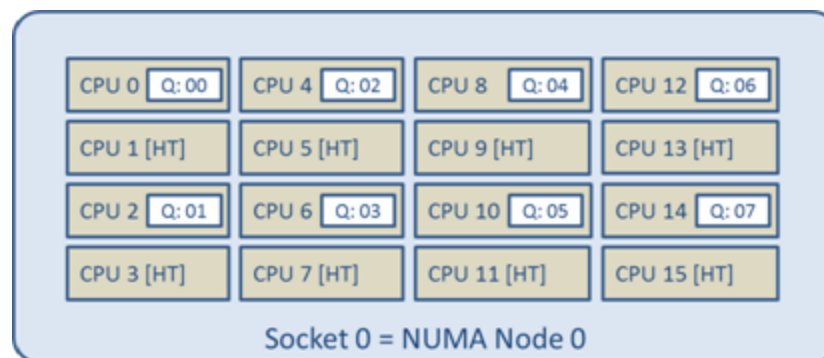 CPU 0 Q: 00 CPU 4 Q: 02 CPU 8 Q: 04 CPU 12 Q: 06
CPU 1 [HT] CPU 5 [HT] CPU 9 [HT] CPU 13 [HT]
CPU 2 Q: 01 CPU 6 Q: 03 CPU 10 Q: 05 CPU 14 Q: 07
CPU 3 [HT] CPU 7 [HT] CPU 11 [HT] CPU 15 [HT]
Socket 0 = NUMA Node 0